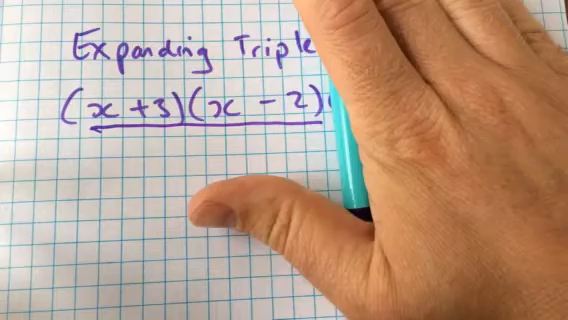 Expanding Triple
(x + 3)(x - 2)(